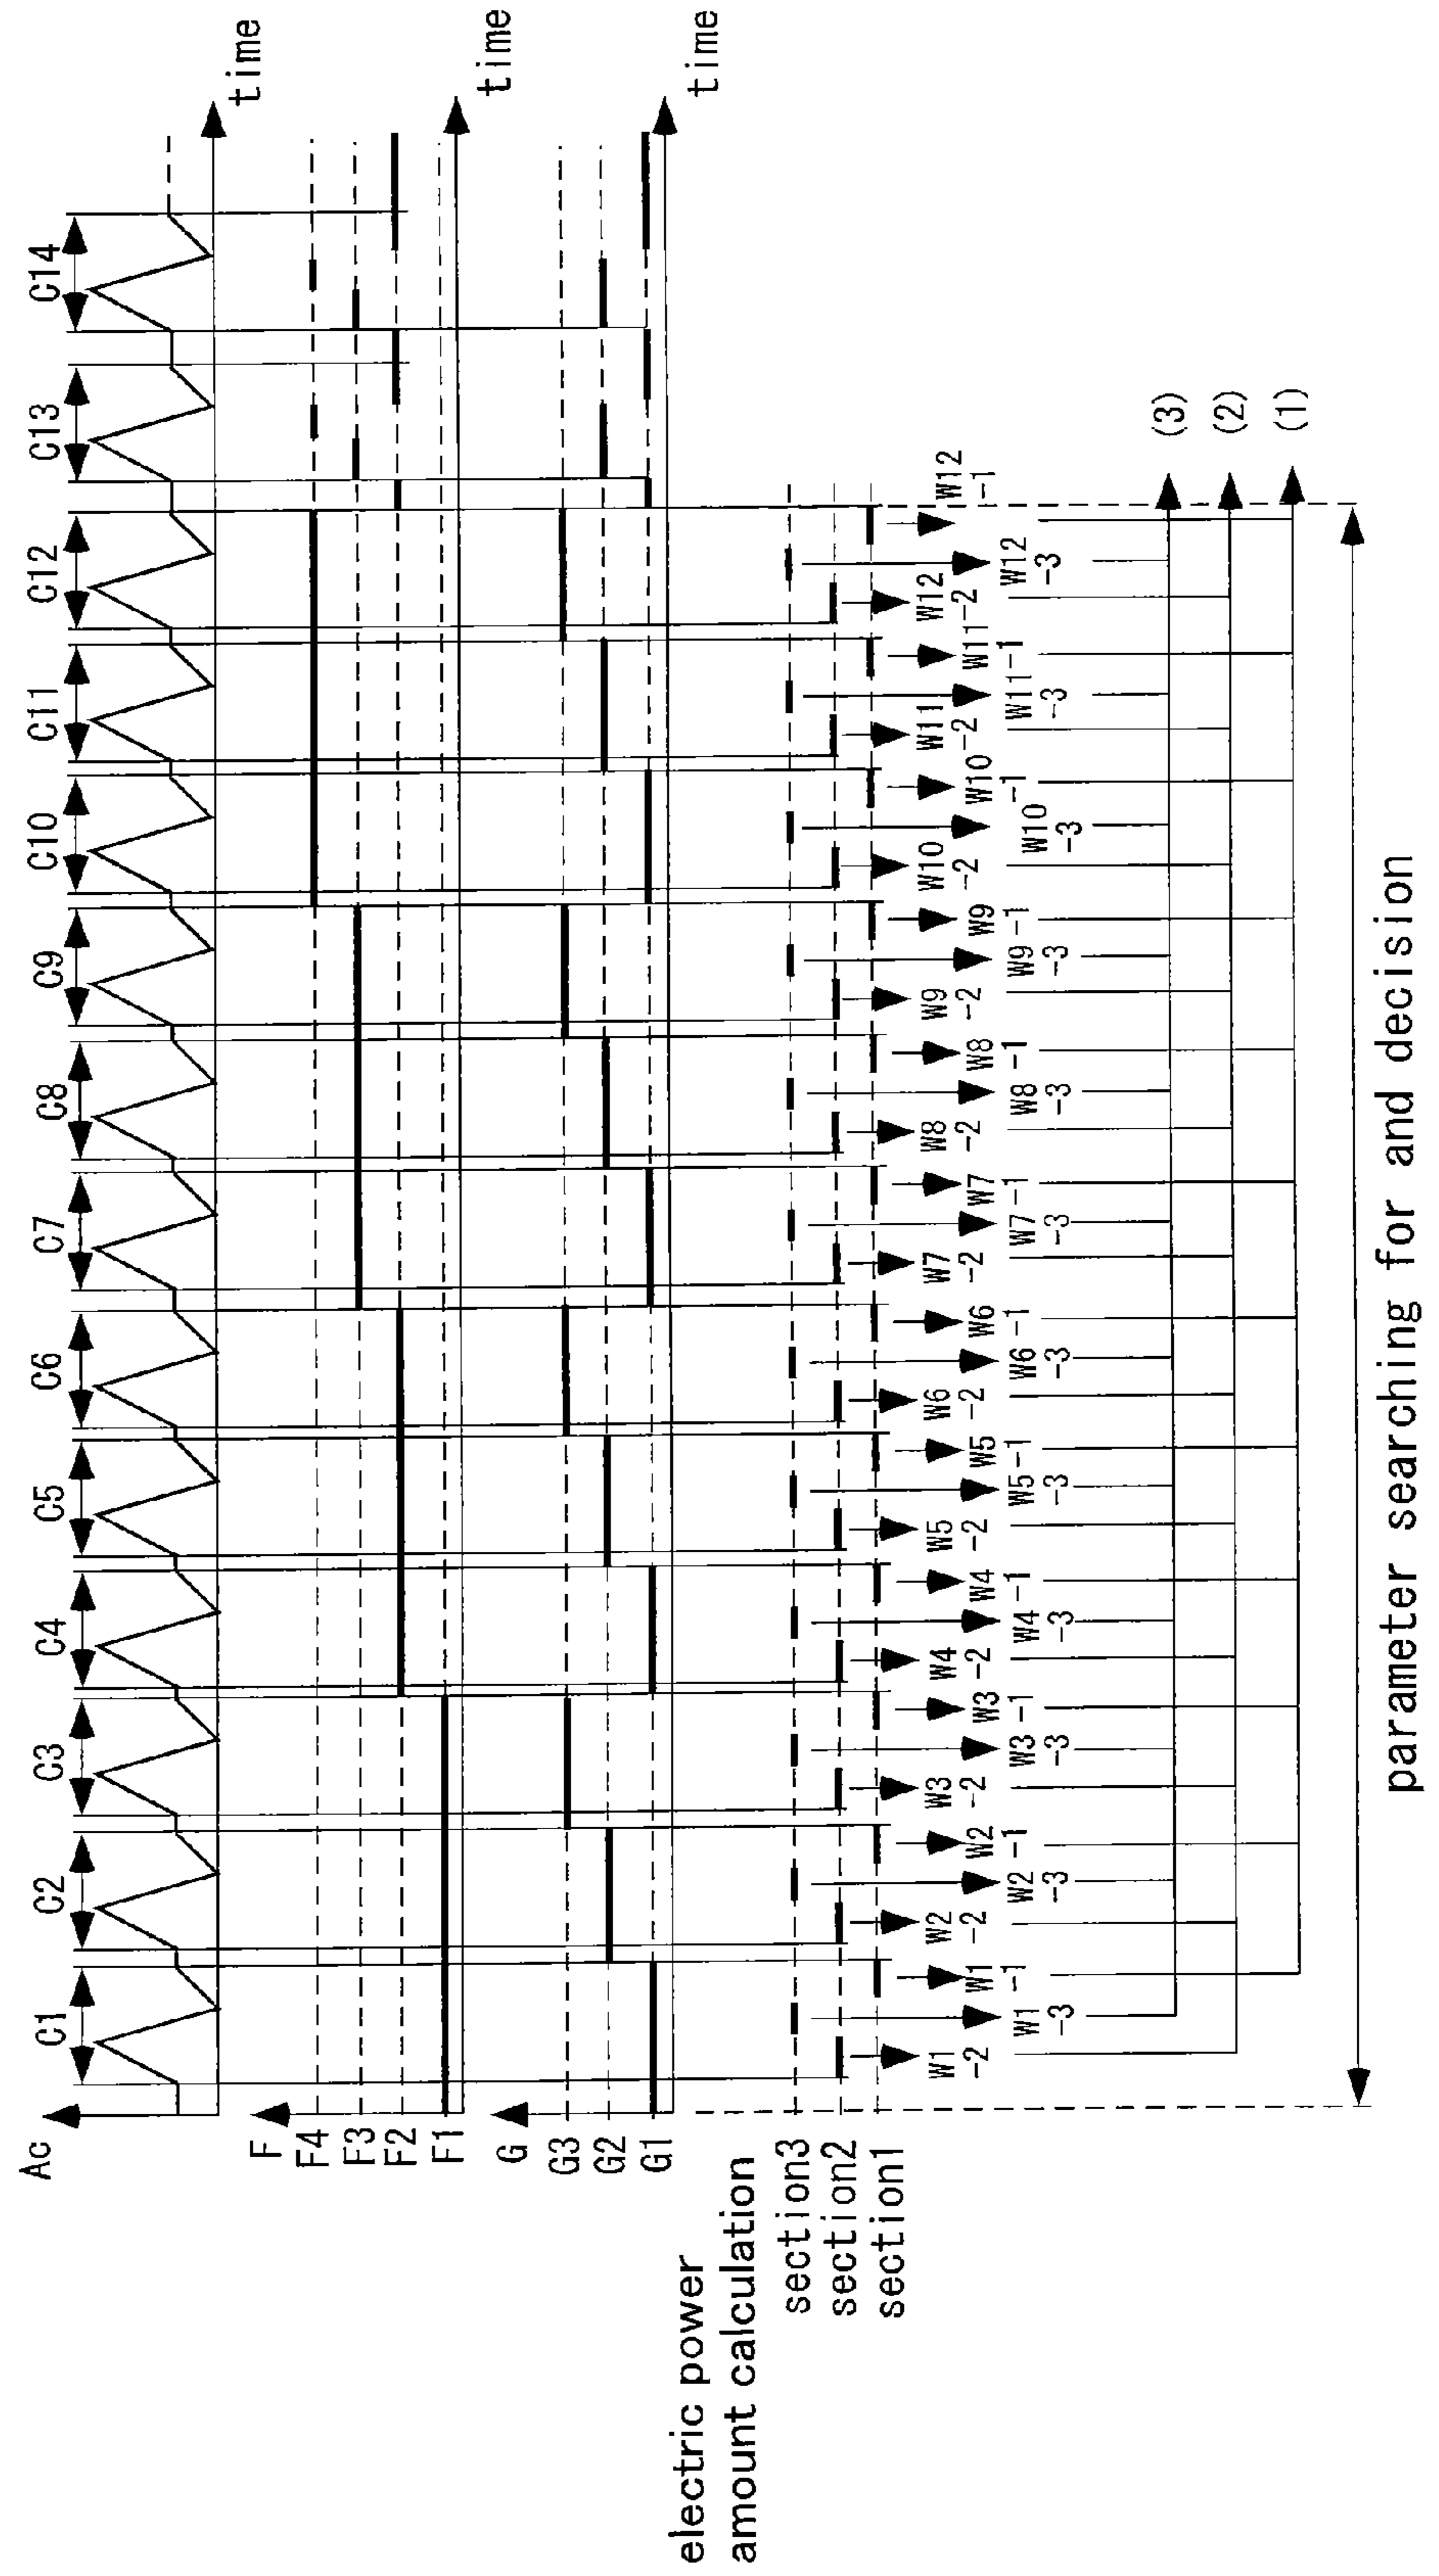 C1 C2 C3 C4 C5 C6 C7 C8 C9 C10 C11 C12 C13 C14
Ac
time
F
F4
F3
F2
F1
time
G
G3
G2
G1
time
electric power
amount calculation
section3
section2
section1
W1
-2
W1
-3
W1
-1
W2
-2
W2
-3
W2
-1
W3
-2
W3
-3
W3
-1
W4
-2
W4
-3
W4
-1
W5
-2
W5
-3
W5
-1
W6
-2
W6
-3
W6
-1
W7
-2
W7
-3
W7
-1
W8
-2
W8
-3
W8
-1
W9
-2
W9
-3
W9
-1
W10
-2
W10
-3
W10
-1
W11
-2
W11
-3
W11
-1
W12
-2
W12
-3
W12
-1
(3)
(2)
(1)
parameter searching for and decision